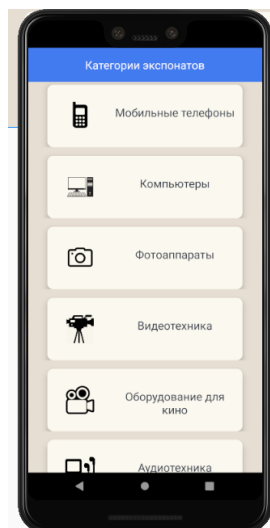 Категории экспонатов
Мобильные телефоны
Компьютеры
Фотоаппараты
Видеотехника
Оборудование для
кино
Аудиотехника